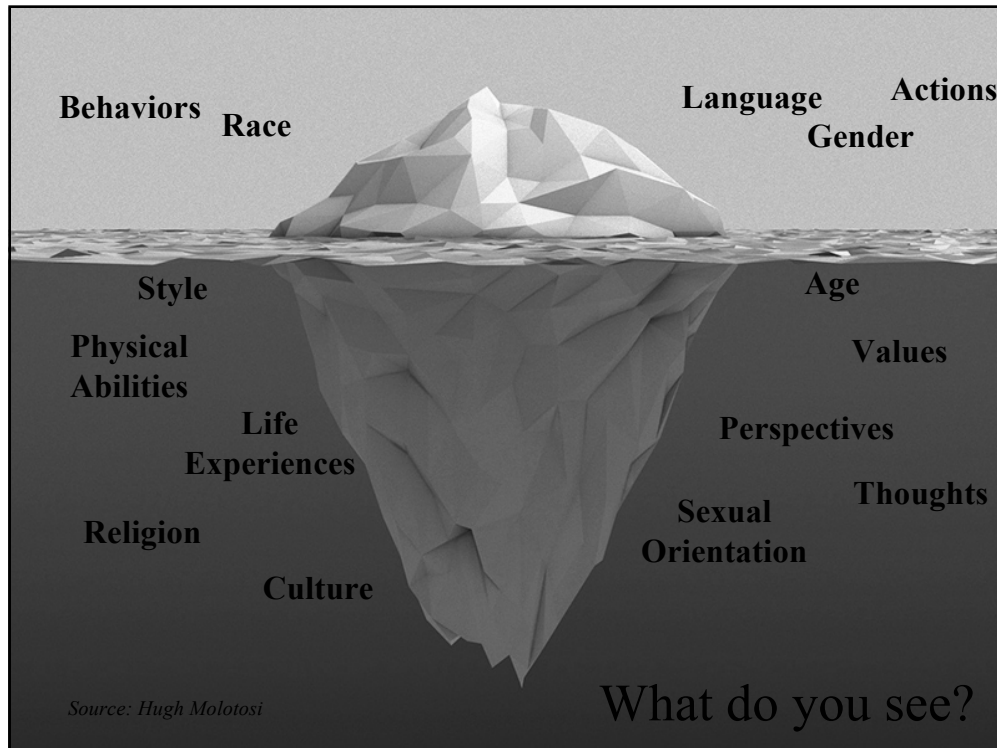 Behaviors
Race
Language
Actions
Gender
Style
Age
Physical
Abilities
Values
Life
Experiences
Perspectives
Thoughts
Religion
Sexual
Orientation
Culture
Source: Hugh Molotosi
What do you see?